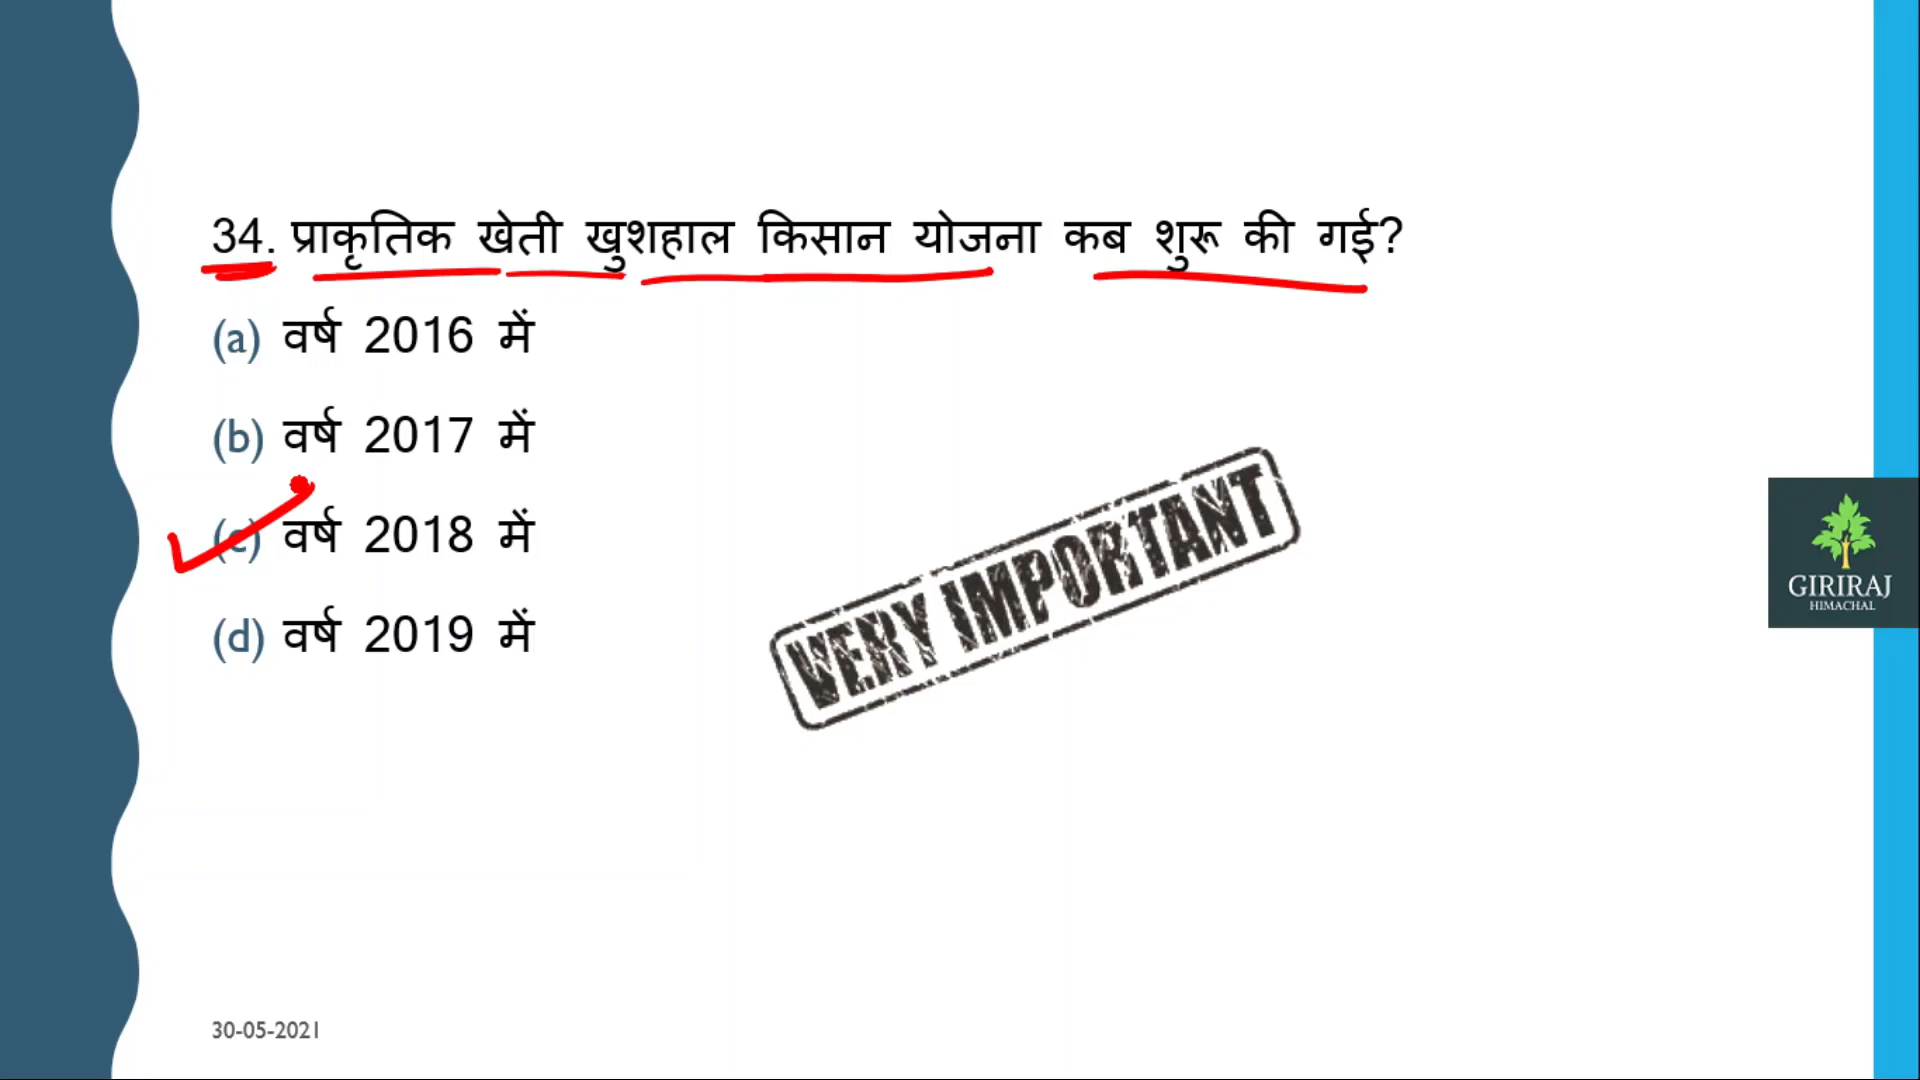 34. प्राकृतिक खेती खुशहाल किसान योजना कब शुरू की गई?
(a) वर्ष 2016 में
(b) वर्ष 2017 में
(c) वर्ष 2018 में
(d) वर्ष 2019 में
VERY IMPORTANT
GIRIRAJ
HIMACHAL
30-05-2021